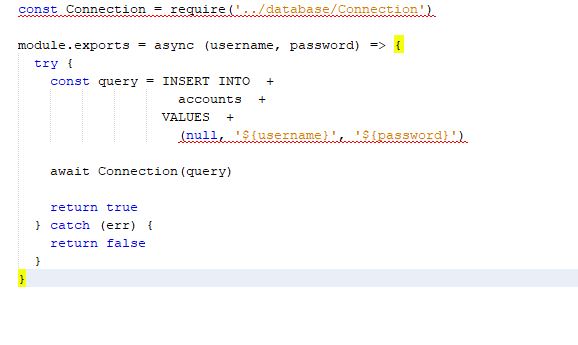 const Connection = require('../database/Connection')
module.exports = async (username, password) => {
try {
const query = INSERT INTO +
accounts +
VALUES +
(null, '${username}', '${password}')
await Connection(query)
return true
} catch (err) {
return false
}
}